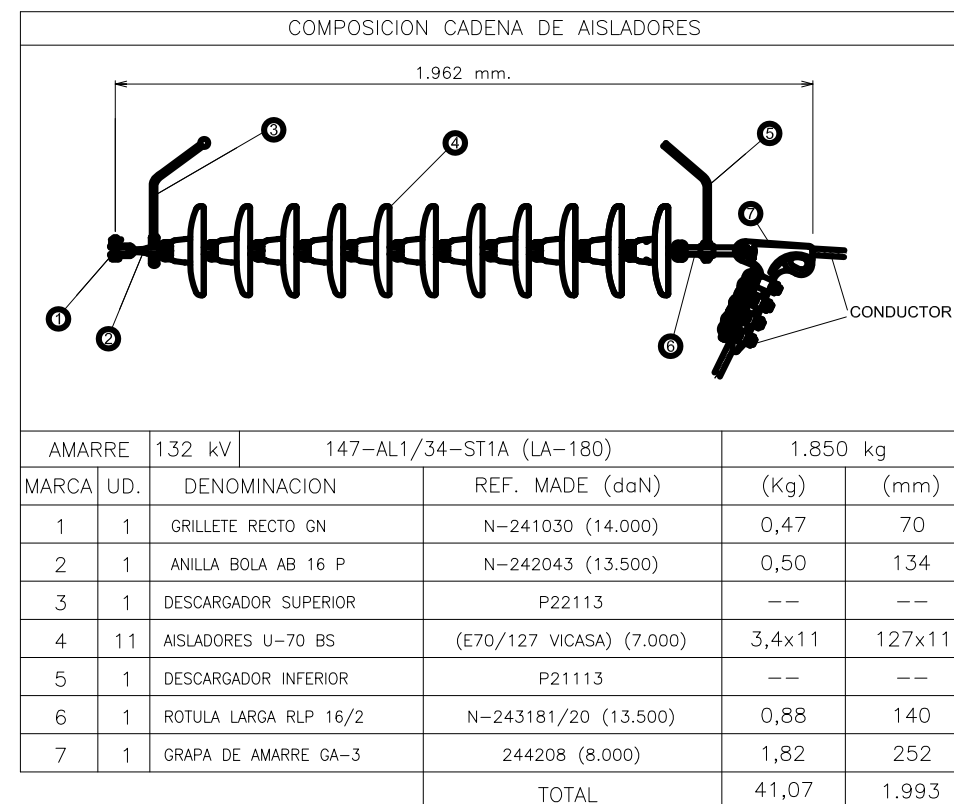 COMPOSICION CADENA DE AISLADORES
1.962 mm.
3
4
5
7
1
2
6
CONDUCTOR
AMARRE 132 kV 147-AL1/34-ST1A (LA-180) 1.850 kg
MARCA UD. DENOMINACION REF. MADE (daN) (Kg) (mm)
1 1 GRILLETE RECTO GN N-241030 (14.000) 0,47 70
2 1 ANILLA BOLA AB 16 P N-242043 (13.500) 0,50 134
3 1 DESCARGADOR SUPERIOR P22113 -- --
4 11 AISLADORES U-70 BS (E70/127 VICASA) (7.000) 3,4x11 127x11
5 1 DESCARGADOR INFERIOR P21113 -- --
6 1 ROTULA LARGA RLP 16/2 N-243181/20 (13.500) 0,88 140
7 1 GRAPA DE AMARRE GA-3 244208 (8.000) 1,82 252
TOTAL 41,07 1.993